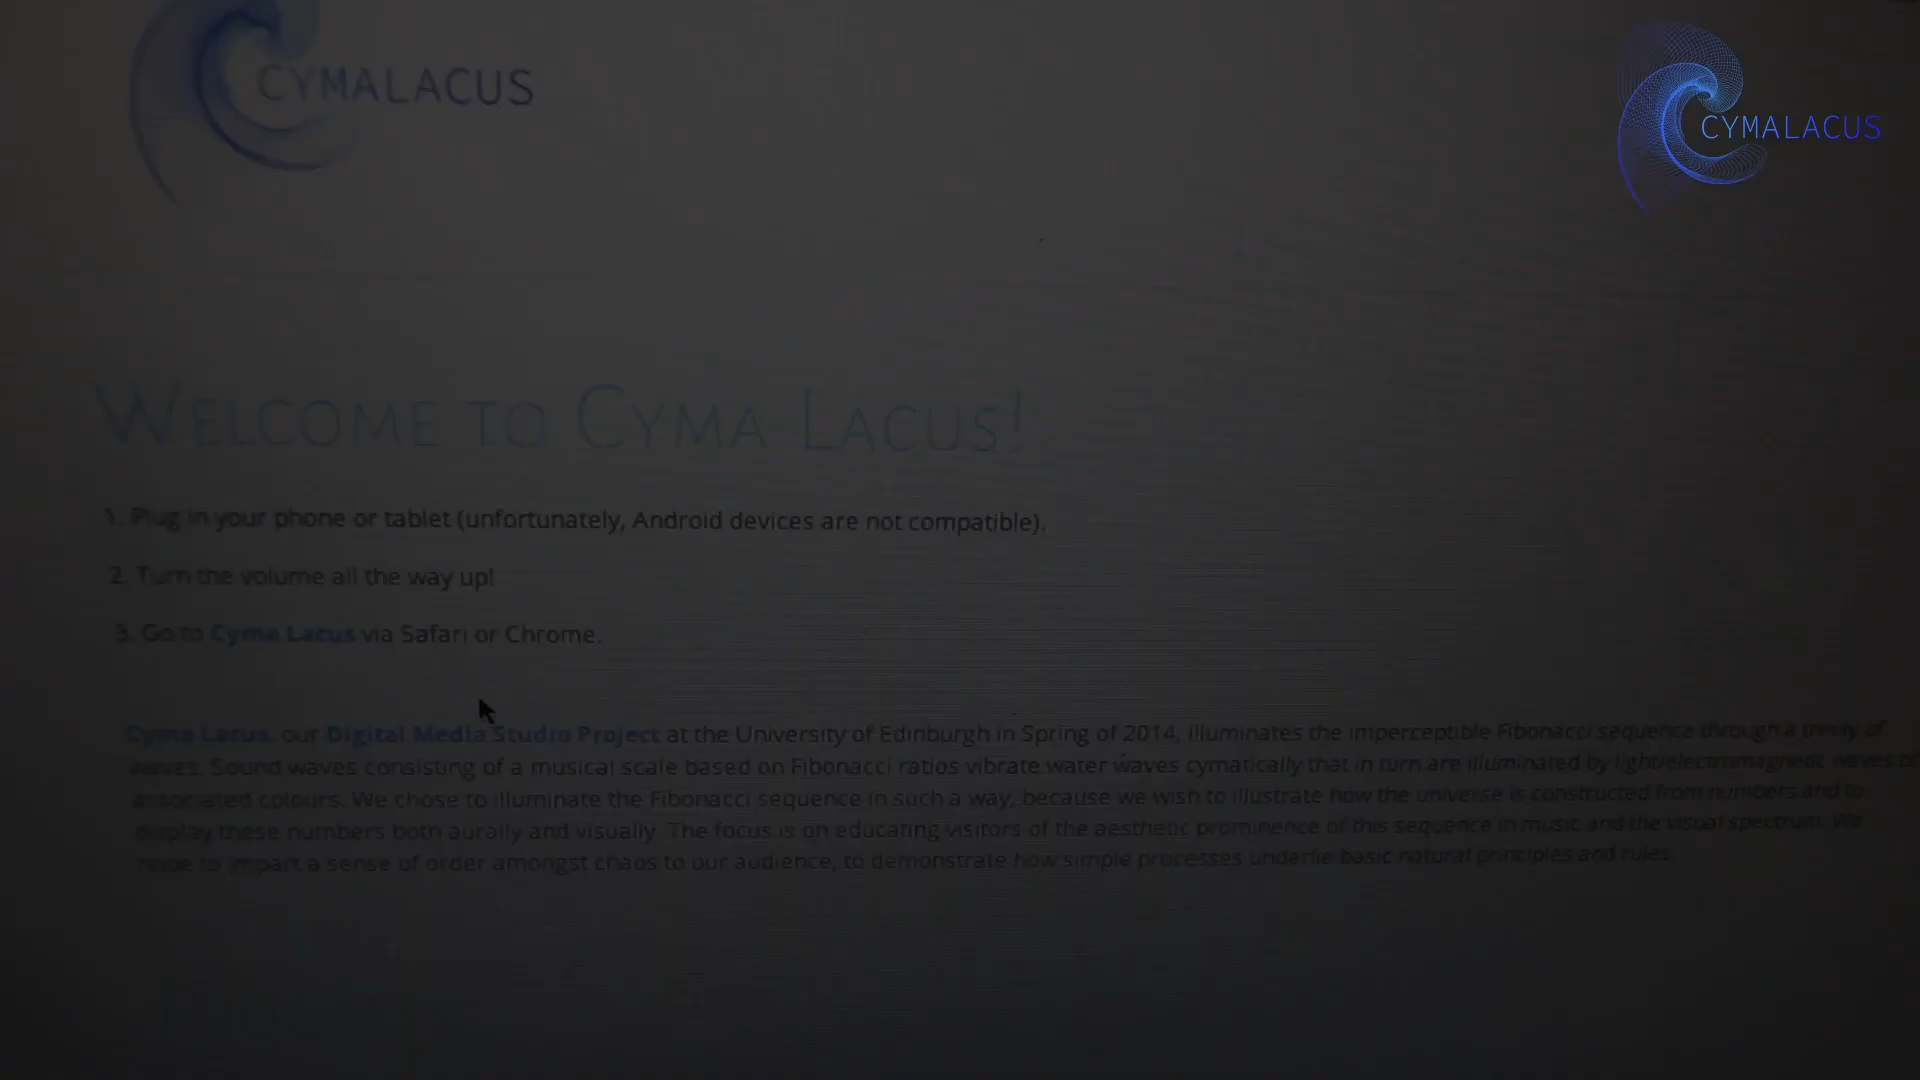 CYMALACUS
CYMALACUS
WELCOME TO CYMA LACUS!
1. Plug in your phone or tablet (unfortunately, Android devices are not compatible).
2. Turn the volume all the way up!
3. Go to Cyma Lacus via Safari or Chrome.
Cyma Lacus, our Digital Media Studio Project at the University of Edinburgh in Spring of 2014, illuminates the imperceptible Fibonacci sequence through a trinity of
waves. Sound waves consisting of a musical scale based on Fibonacci ratios vibrate water waves cymatically that in turn are illuminated by light/electromagnetic waves of
associated colours. We chose to illuminate the Fibonacci sequence in such a way, because we wish to illustrate how the universe is constructed from numbers and to
display these numbers both aurally and visually. The focus is on educating visitors of the aesthetic prominence of this sequence in music and the visual spectrum. We
hope to impart a sense of order amongst chaos to our audience, to demonstrate how simple processes underlie basic natural principles and rules.